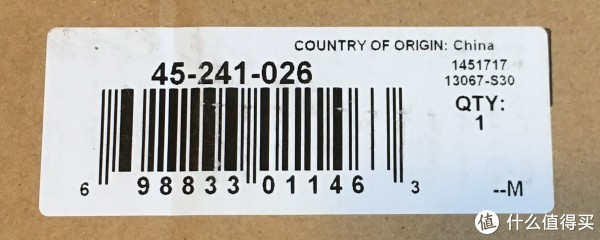 COUNTRY OF ORIGIN: China
45-241-026
1451717
13067-S30
QTY:
1
6 98833 01146 3
--M
值 什么值得买